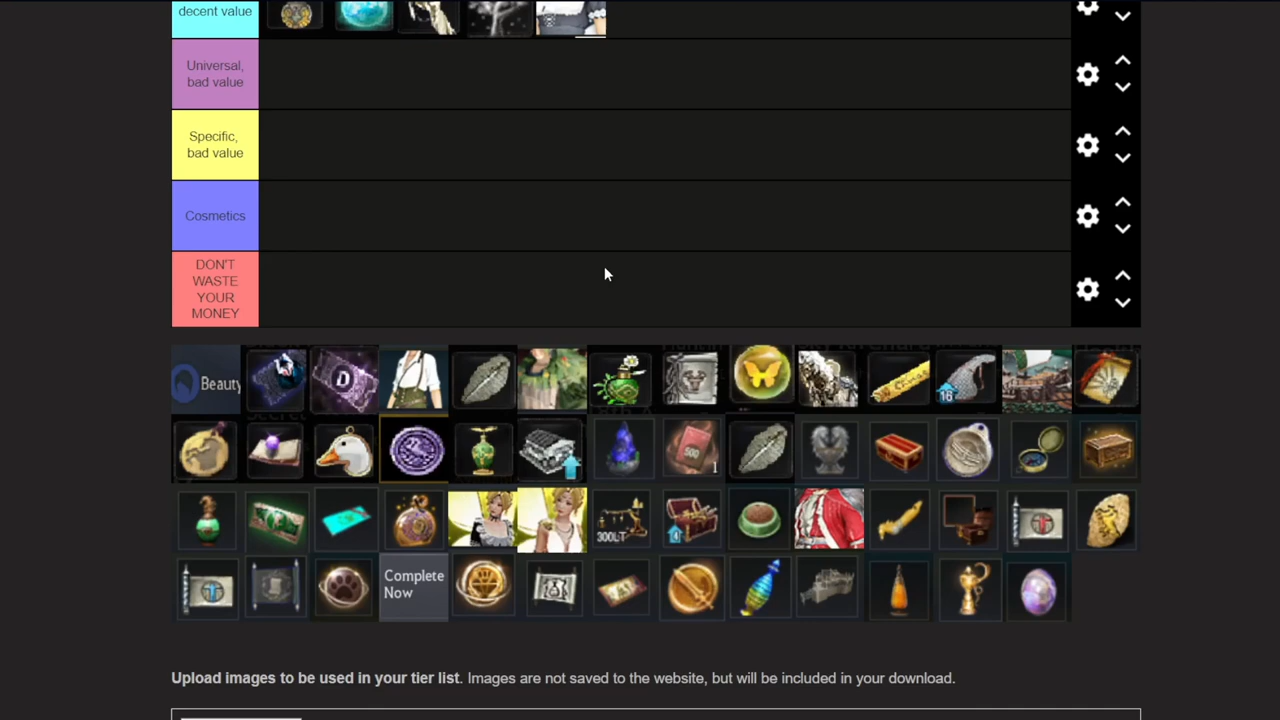 decent value
Universal,
bad value
Specific,
bad value
Cosmetics
DON'T
WASTE
YOUR
MONEY
Beauty
D
16
500
1
300LT
4
Complete
Now
Upload images to be used in your tier list. Images are not saved to the website, but will be included in your download.